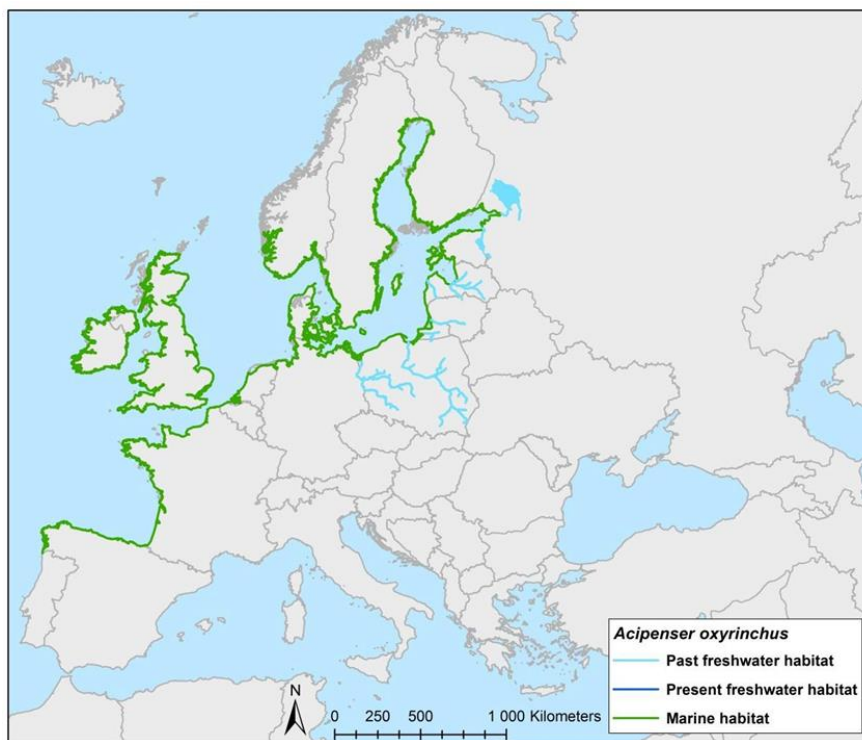 Acipenser oxyrinchus
Past freshwater habitat
Present freshwater habitat
Marine habitat
N
0 250 500 1 000 Kilometers